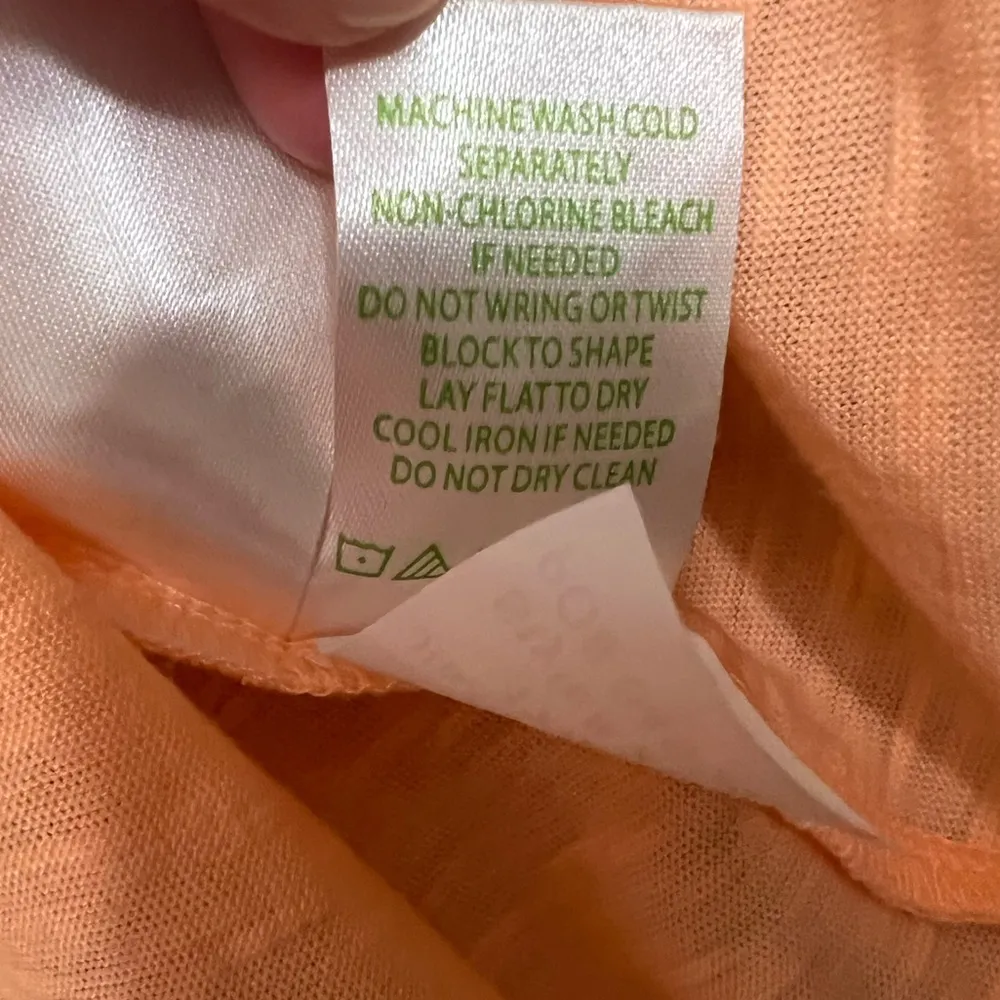 MACHINE WASH COLD
SEPARATELY
NON-CHLORINE BLEACH
IF NEEDED
DO NOT WRING OR TWIST
BLOCK TO SHAPE
LAY FLAT TO DRY
COOL IRON IF NEEDED
DO NOT DRY CLEAN